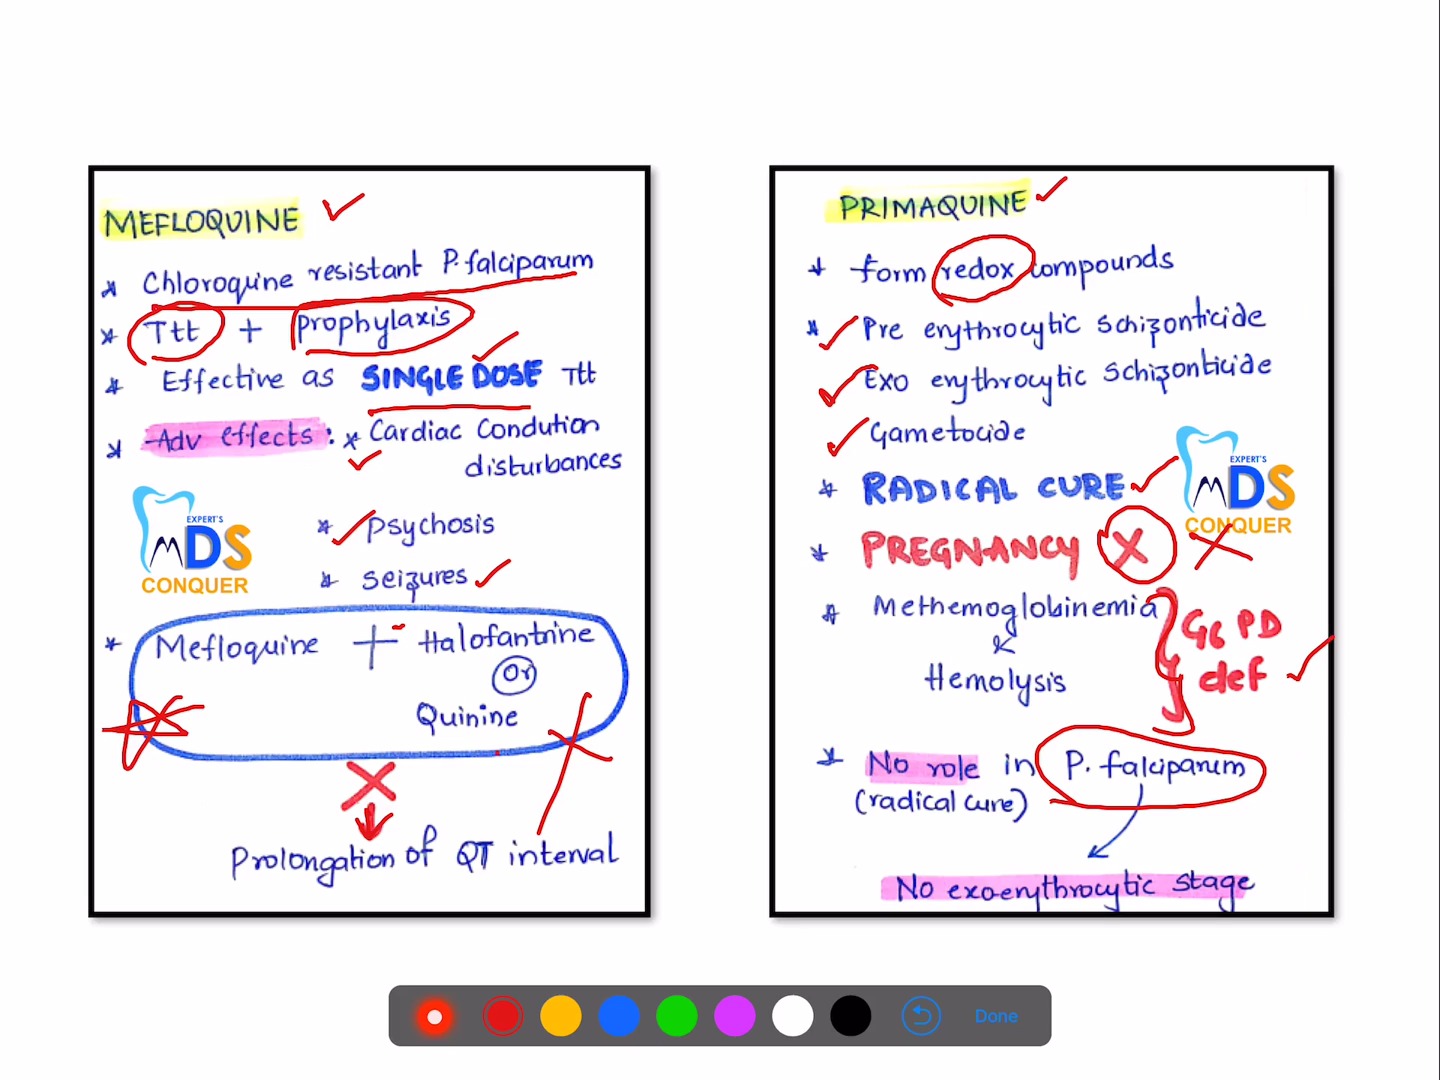 MEFLOQUINE
* Chloroquine resistant P. falciparum
* Ttt + prophylaxis
* Effective as SINGLE DOSE Ttt
* Adv effects : * Cardiac Condution
disturbances
* psychosis
* seizures
EXPERT'S
MDS
CONQUER
* Mefloquine + Halofantrine
Or
Quinine
X
Prolongation of QT interval
PRIMAQUINE
* form redox compounds
* Pre erythrocytic schizonticide
Exo erythrocytic schizonticide
Gametocide
* RADICAL CURE
EXPERT'S
MDS
CONQUER
* PREGNANCY X
* Methemoglobinemia
Hemolysis
G6 PD
def
* No role in P. falciparum
(radical cure)
No exo-erythrocytic stage
Done